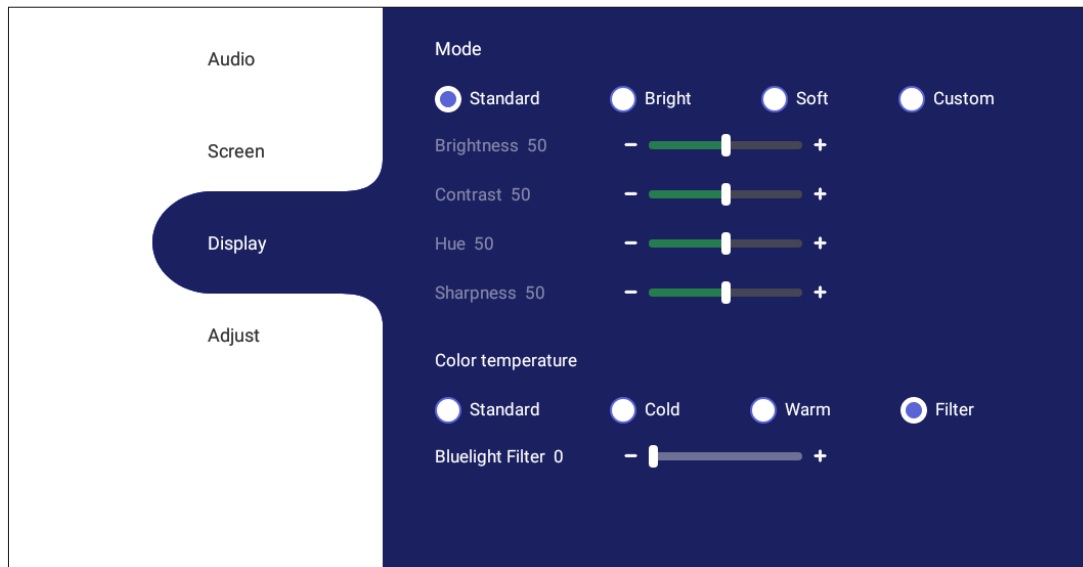 Audio
Screen
Display
Adjust
Mode
Standard Bright Soft Custom
Brightness 50 - +
Contrast 50 - +
Hue 50 - +
Sharpness 50 - +
Color temperature
Standard Cold Warm Filter
Bluelight Filter 0 - +